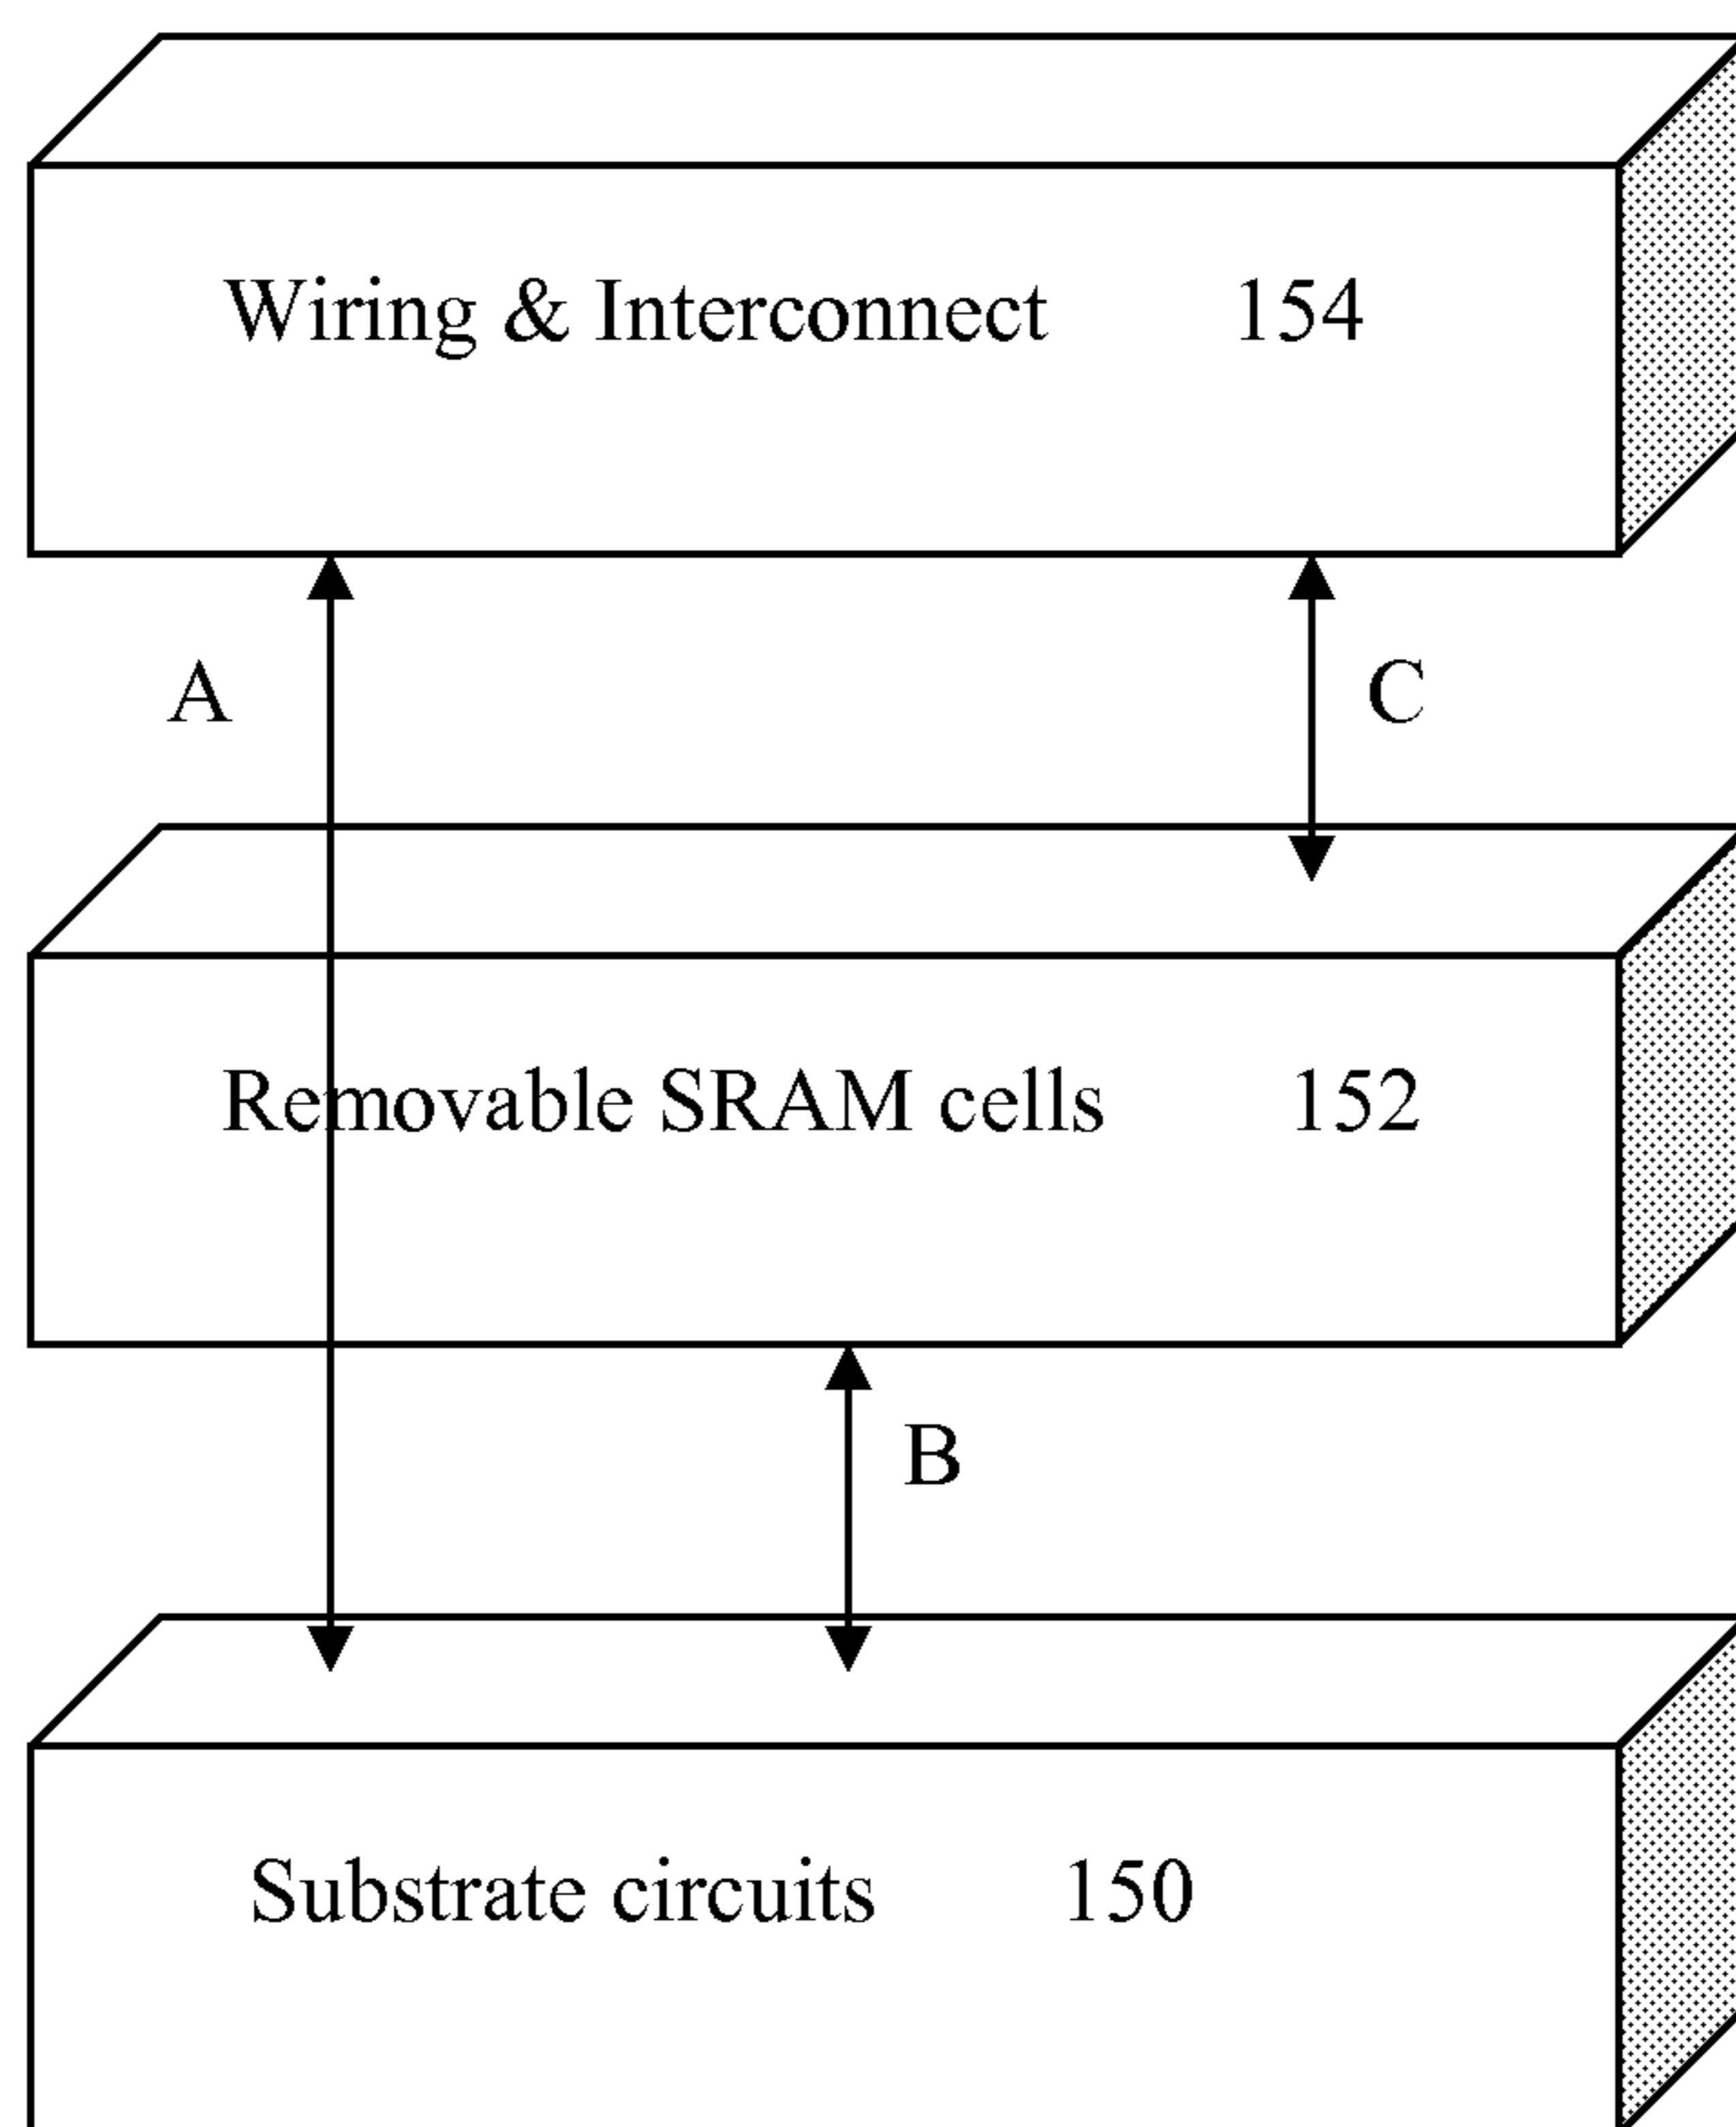 Wiring & Interconnect 154
A
C
Removable SRAM cells 152
B
Substrate circuits 150